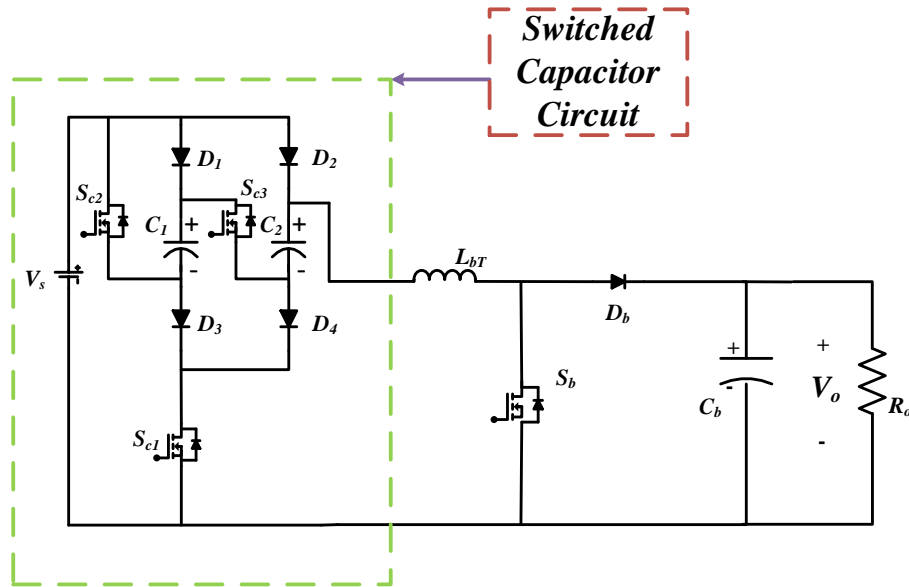 Switched
Capacitor
Circuit
D1
D2
Sc2
Sc3
C1
+
C2
+
-
-
Vs
LbT
D3
D4
Db
Sb
Sc1
+
-
Cb
+
Vo
-
Ro